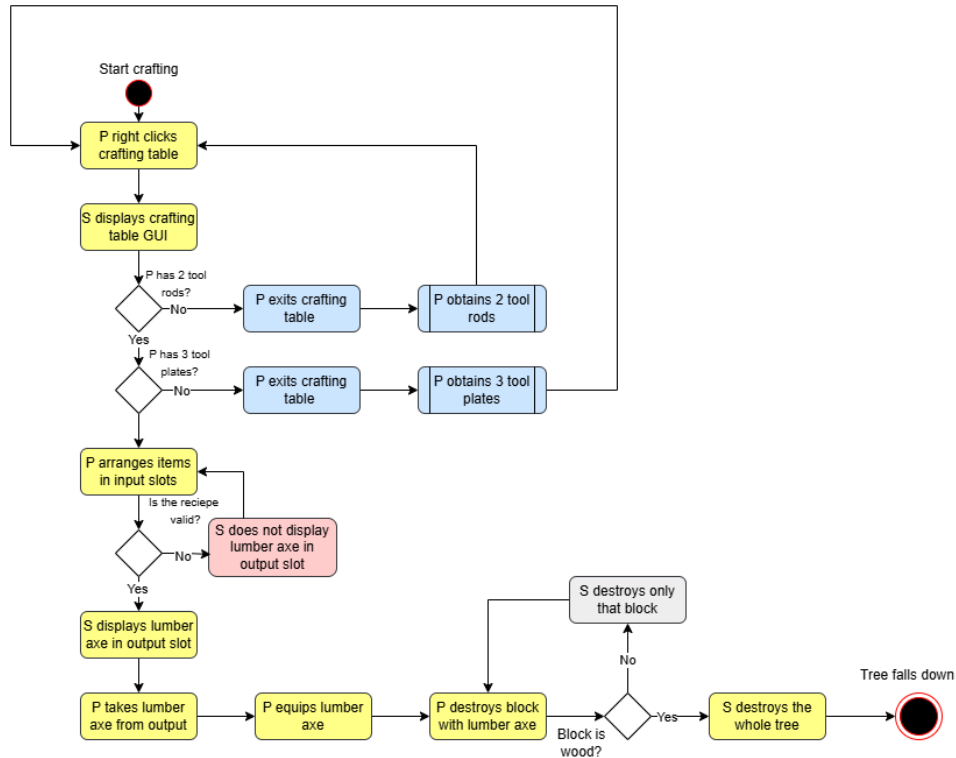 Start crafting
P right clicks
crafting table
S displays crafting
table GUI
P has 2 tool
rods?
No
P exits crafting
table
P obtains 2 tool
rods
Yes
P has 3 tool
plates?
No
P exits crafting
table
P obtains 3 tool
plates
P arranges items
in input slots
Is the reciepe
valid?
No
S does not display
lumber axe in
output slot
Yes
S displays lumber
axe in output slot
P takes lumber
axe from output
P equips lumber
axe
P destroys block
with lumber axe
Block is
wood?
No
S destroys only
that block
Yes
S destroys the
whole tree
Tree falls down